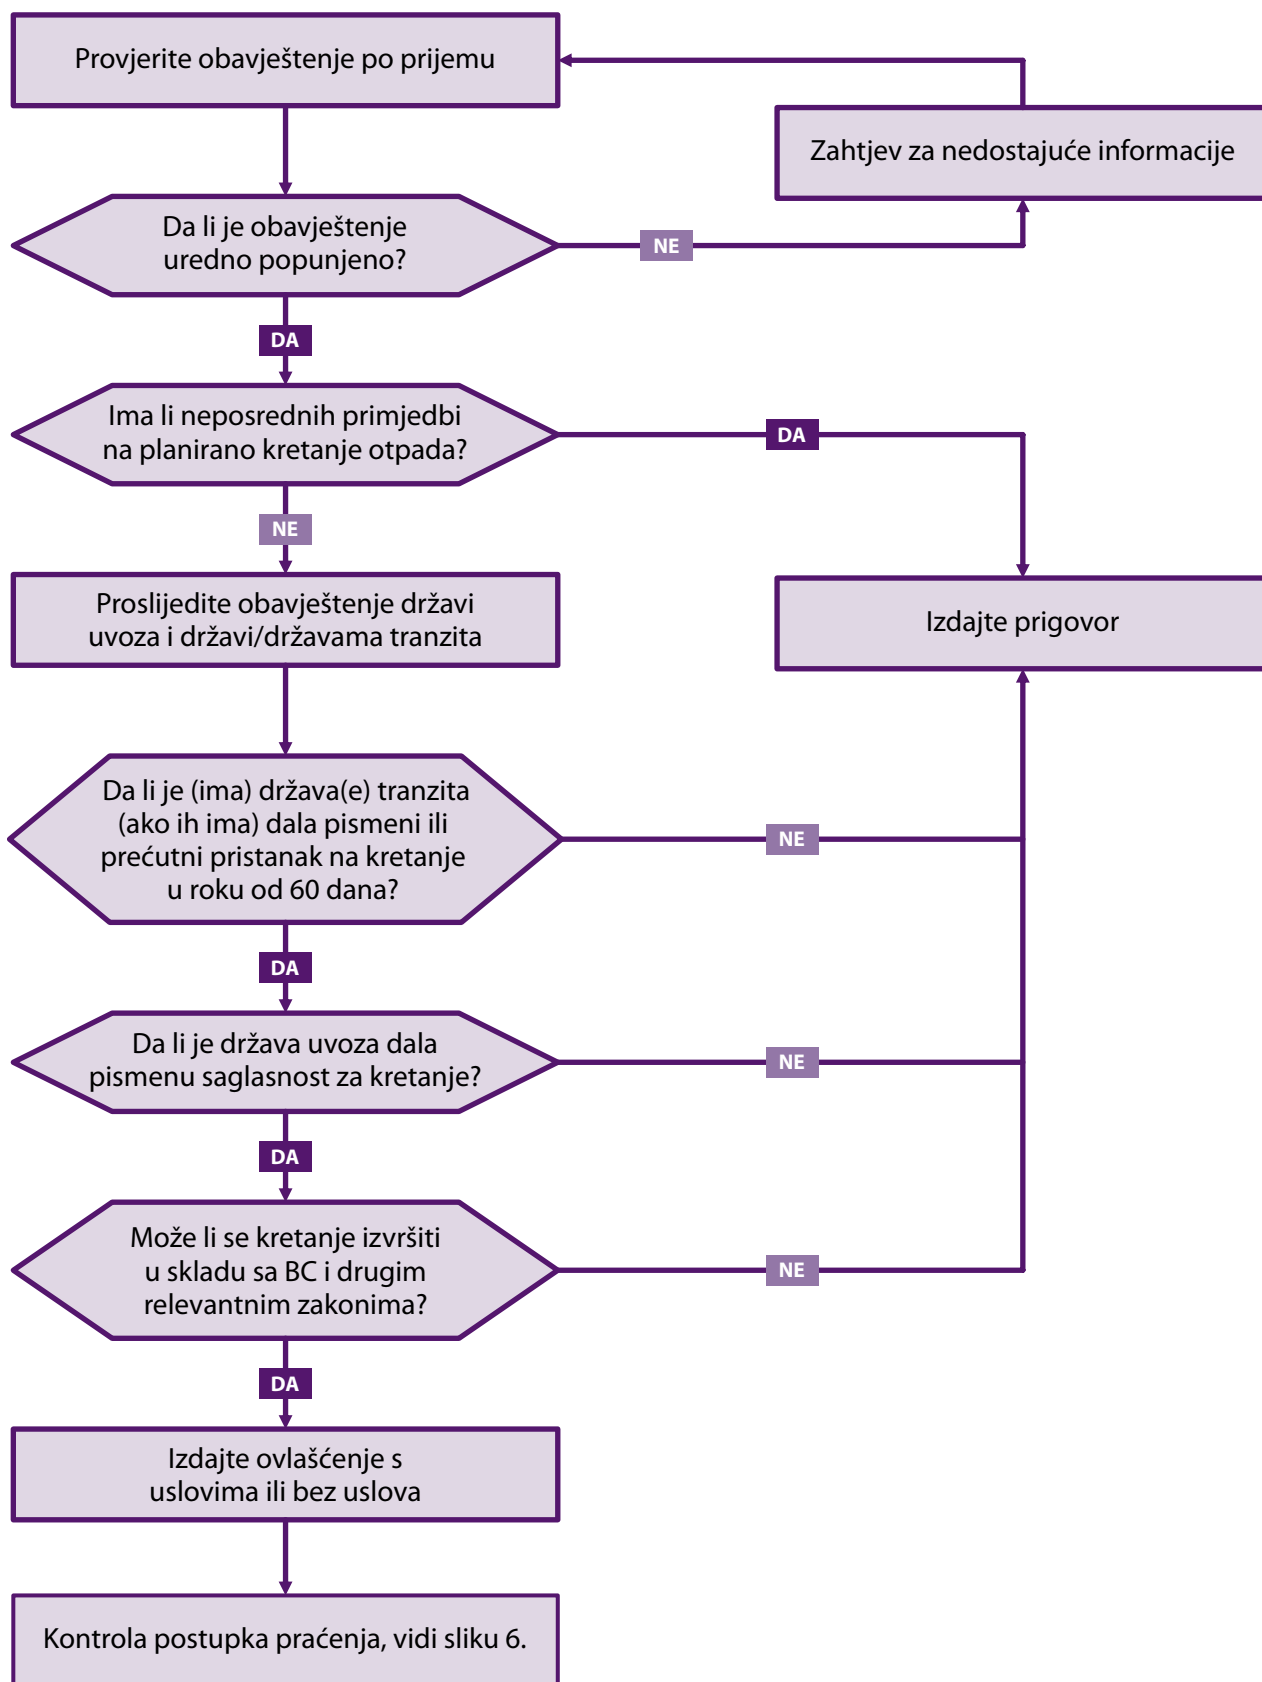 Provjerite obavještenje po prijemu
Zahtjev za nedostajuće informacije
Da li je obavještenje
uredno popunjeno?
NE
DA
Ima li neposrednih primjedbi
na planirano kretanje otpada?
DA
NE
Proslijedite obavještenje državi
uvoza i državi/državama tranzita
Izdajte prigovor
Da li je (ima) država(e) tranzita
(ako ih ima) dala pismeni ili
prećutni pristanak na kretanje
u roku od 60 dana?
NE
DA
Da li je država uvoza dala
pismenu saglasnost za kretanje?
NE
DA
Može li se kretanje izvršiti
u skladu sa BC i drugim
relevantnim zakonima?
NE
DA
Izdajte ovlašćenje s
uslovima ili bez uslova
Kontrola postupka praćenja, vidi sliku 6.